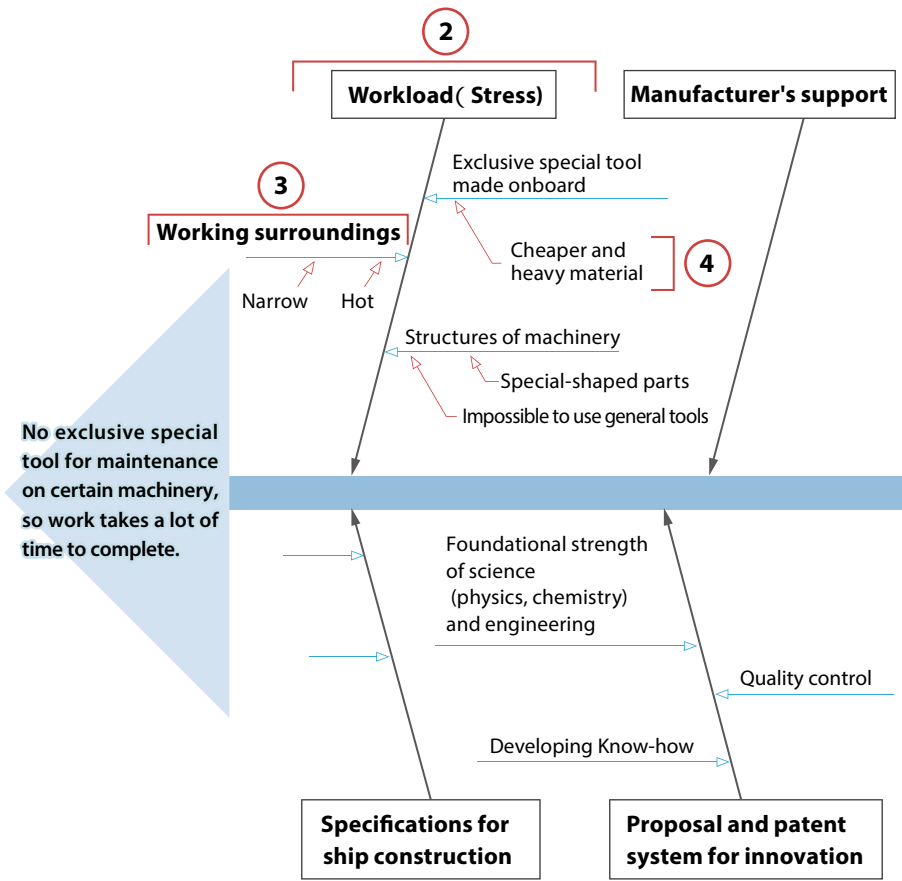 2
Workload( Stress)
Manufacturer's support
Exclusive special tool
made onboard
3
Working surroundings
Cheaper and
heavy material
4
Narrow
Hot
Structures of machinery
Special-shaped parts
Impossible to use general tools
No exclusive special
tool for maintenance
on certain machinery,
so work takes a lot of
time to complete.
Foundational strength
of science
(physics, chemistry)
and engineering
Quality control
Developing Know-how
Specifications for
ship construction
Proposal and patent
system for innovation